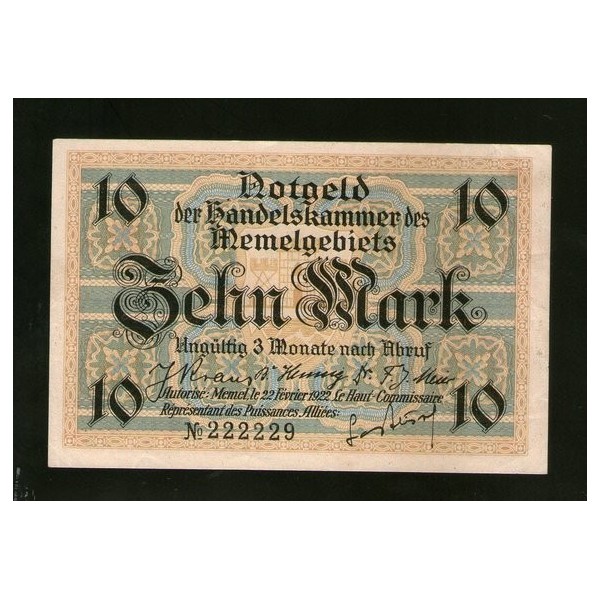 10 10
Notgeld
der Handelskammer des
Memelgebiets
Zehn Mark
Ungültig 3 Monate nach Abruf
Autorisé: Memel, le 22 Février 1922. Le Haut-Commissaire
10 10
Représentant des Puissances Alliées:
№ 222229